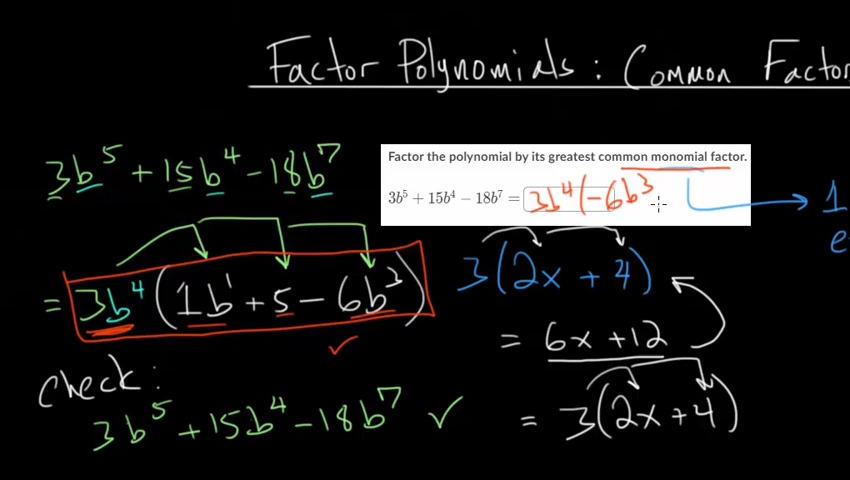 Factor Polynomials: Common Factor
3b⁵ + 15b⁴ - 18b⁷
Factor the polynomial by its greatest common monomial factor.
3b⁵ + 15b⁴ − 18b⁷ = 3b⁴(-6b³
1
= 3b⁴(1b¹ + 5 - 6b³)
✓
check:
3b⁵ + 15b⁴ - 18b⁷ ✓
3(2x + 4)
= 6x + 12
= 3(2x + 4)